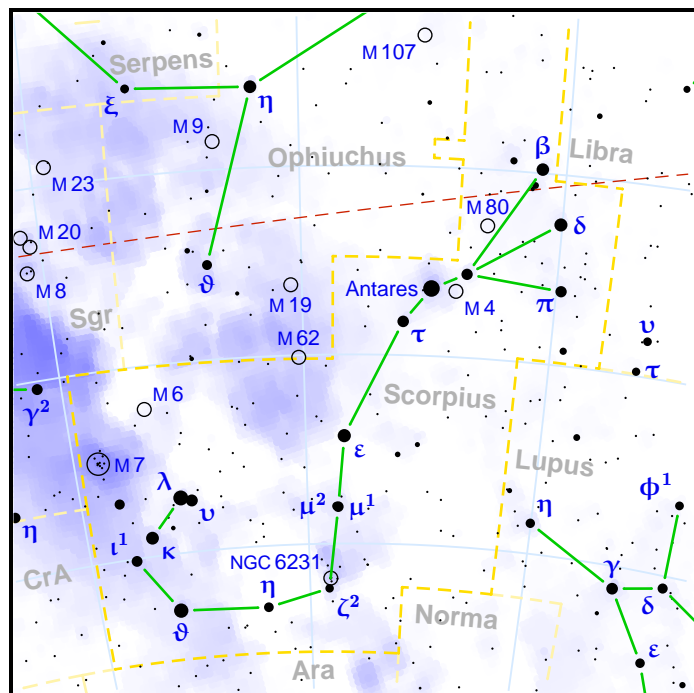 M 107
Serpens
ξ
η
M 9
Ophiuchus
β
Libra
M 23
M 80
δ
M 20
ϑ
M 8
M 19
Antares
M 4
π
Sgr
τ
υ
M 62
τ
γ²
M 6
Scorpius
ε
M 7
Lupus
λ
υ
μ²
μ¹
η
ϕ¹
η
ι¹
κ
NGC 6231
CrA
η
ζ²
γ
δ
ϑ
Norma
ε
Ara